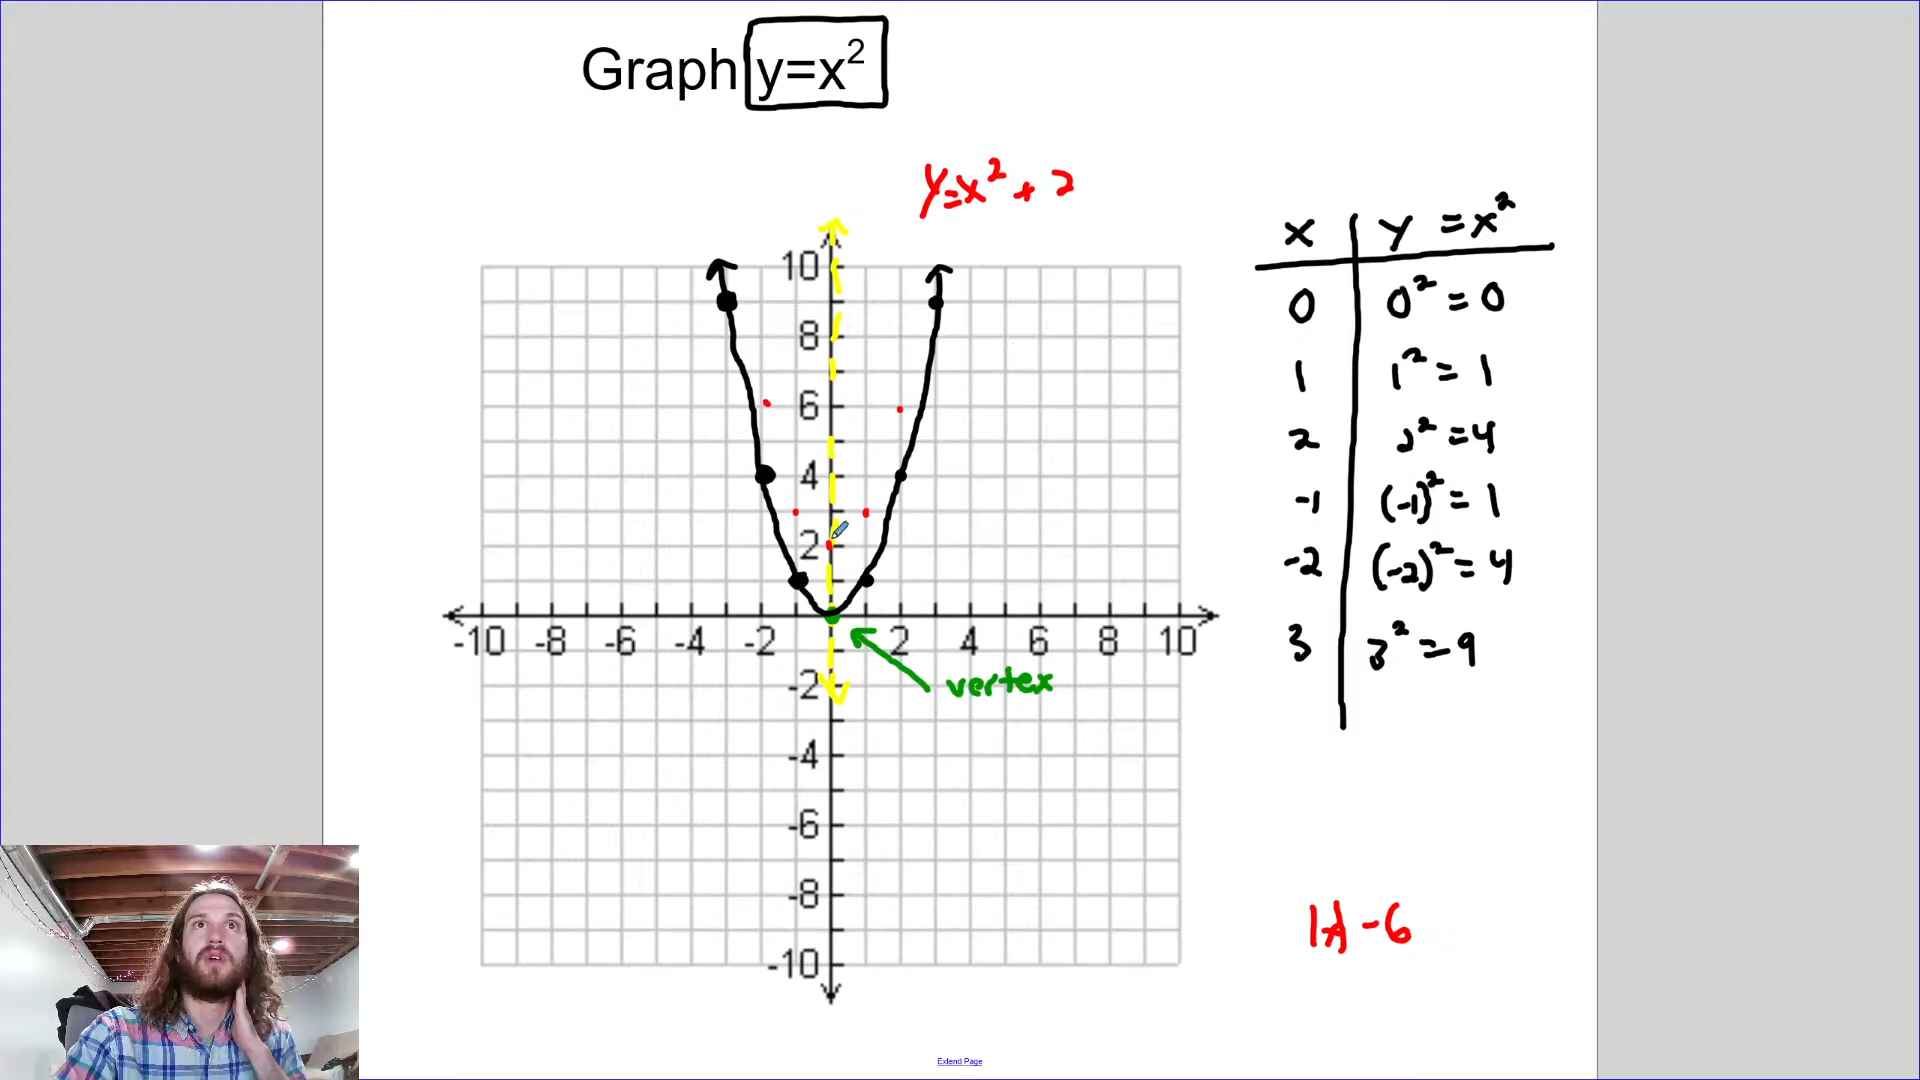 Graph y=x²
y=x² + 2
x | y = x²
0 | 0² = 0
1 | 1² = 1
2 | 2² = 4
-1 | (-1)² = 1
-2 | (-2)² = 4
3 | 3² = 9
10
8
6
4
2
-10 -8 -6 -4 -2 2 4 6 8 10
-2
vertex
-4
-6
-8
-10
|x| - 6
Extend Page